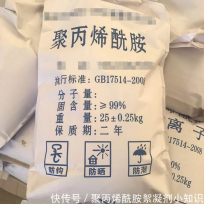 聚丙烯酰胺
执行标准：GB17514-200
分子量：
固含量：≥99%
重量：25±0.25kg
保质期：二年
防晒
防潮
离子
快传号 / 聚丙烯酰胺絮凝剂小知识